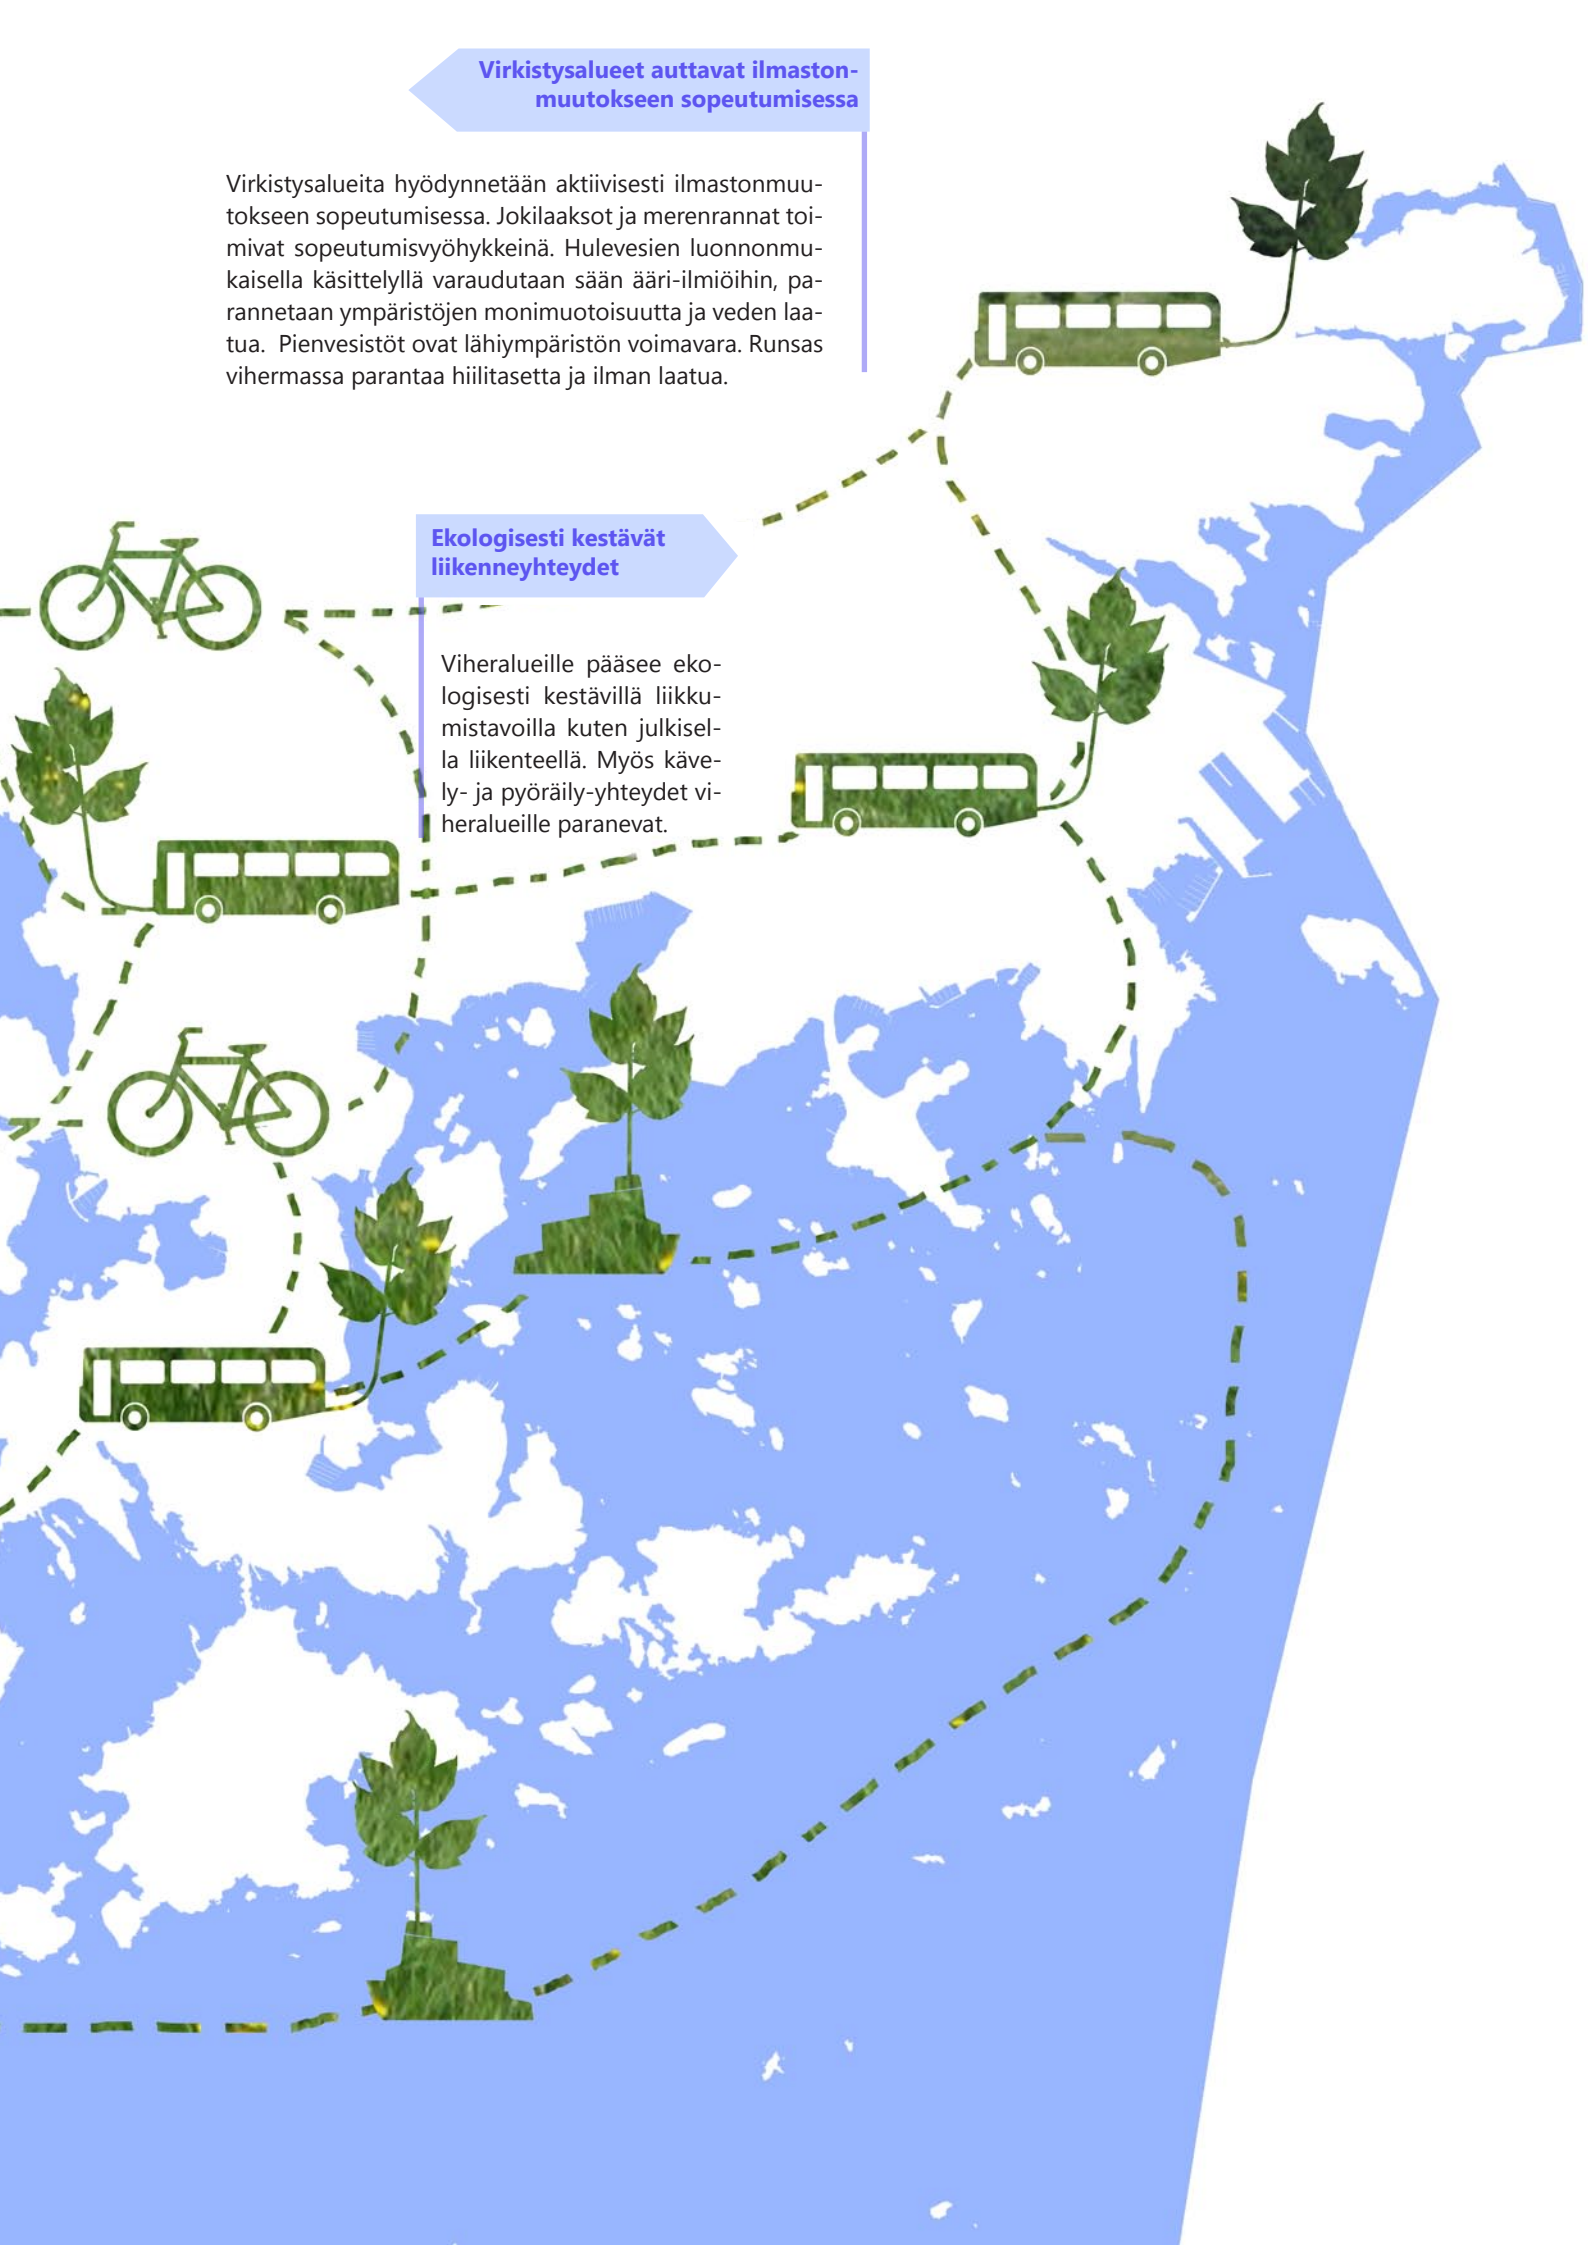 Virkistysalueet auttavat ilmaston-
muutokseen sopeutumisessa
Virkistysalueita hyödynnetään aktiivisesti ilmastonmuu-
tokseen sopeutumisessa. Jokilaaksot ja merenrannat toi-
mivat sopeutumisvyöhykkeinä. Hulevesien luonnonmu-
kaisella käsittelyllä varaudutaan sään ääri-ilmiöihin, pa-
rannetaan ympäristöjen monimuotoisuutta ja veden laa-
tua.  Pienvesistöt ovat lähiympäristön voimavara. Runsas
vihermassa parantaa hiilitasetta ja ilman laatua.
Ekologisesti kestävät
liikenneyhteydet
Viheralueille pääsee eko-
logisesti kestävillä liikku-
mistavoilla kuten julkisel-
la liikenteellä. Myös käve-
ly- ja pyöräily-yhteydet vi-
heralueille paranevat.